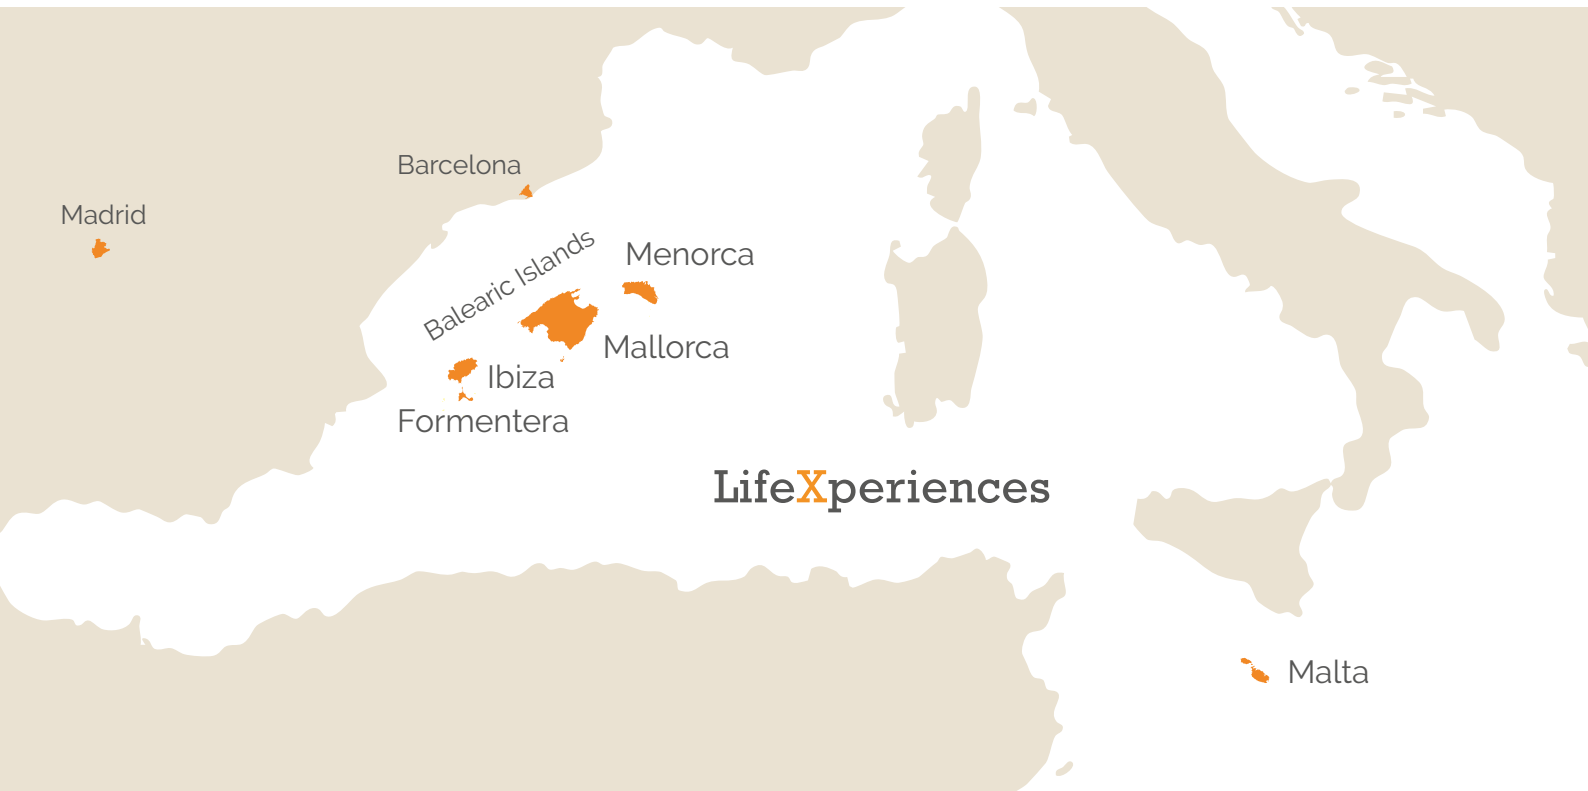 Barcelona
Madrid
Balearic Islands
Menorca
Mallorca
Ibiza
Formentera
LifeXperiences
Malta